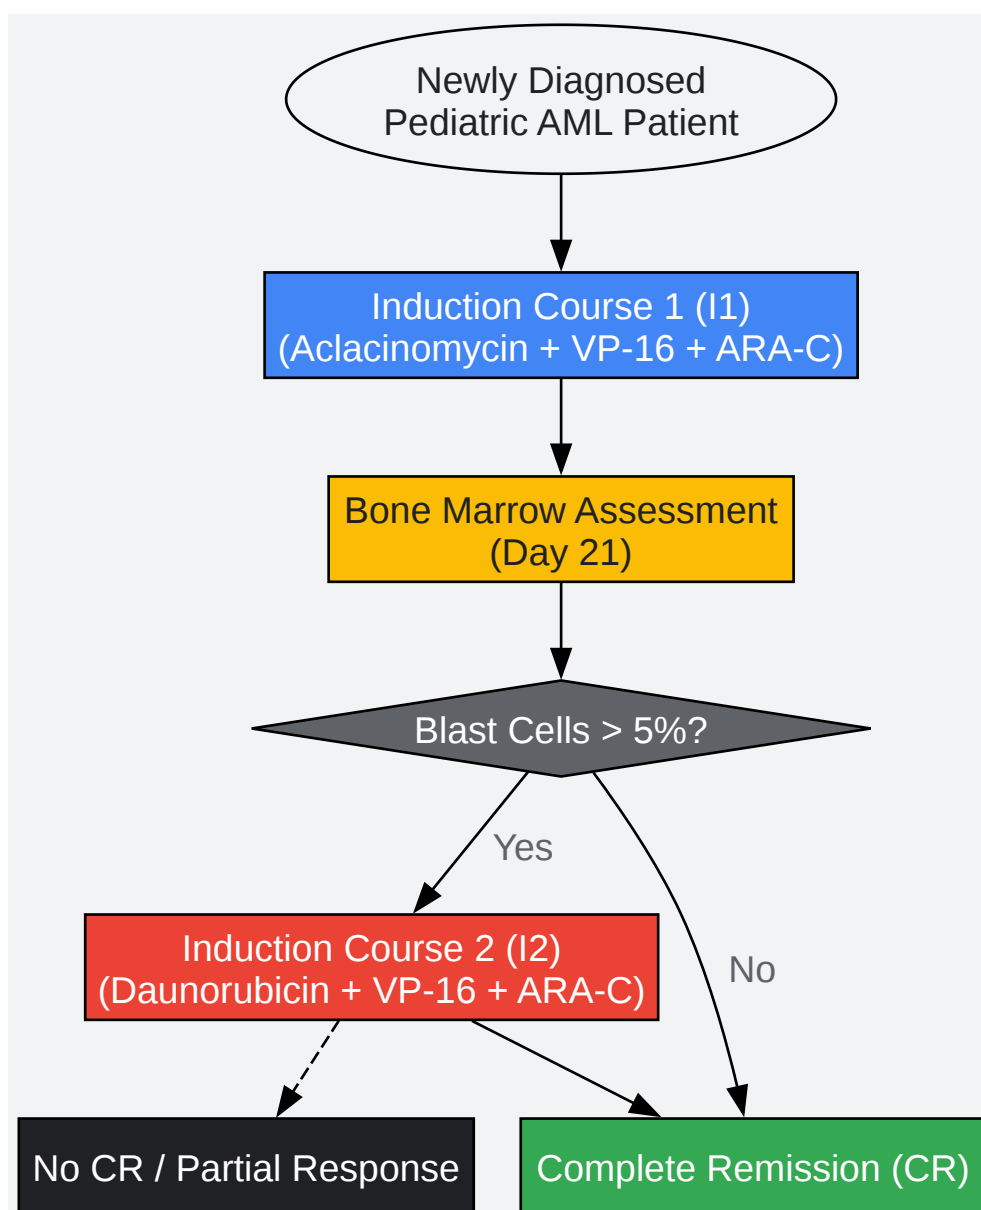 Newly Diagnosed
Pediatric AML Patient
Induction Course 1 (I1)
(Aclacinomycin + VP-16 + ARA-C)
Bone Marrow Assessment
(Day 21)
Blast Cells > 5%?
Yes
Induction Course 2 (I2)
(Daunorubicin + VP-16 + ARA-C)
No
No CR / Partial Response
Complete Remission (CR)